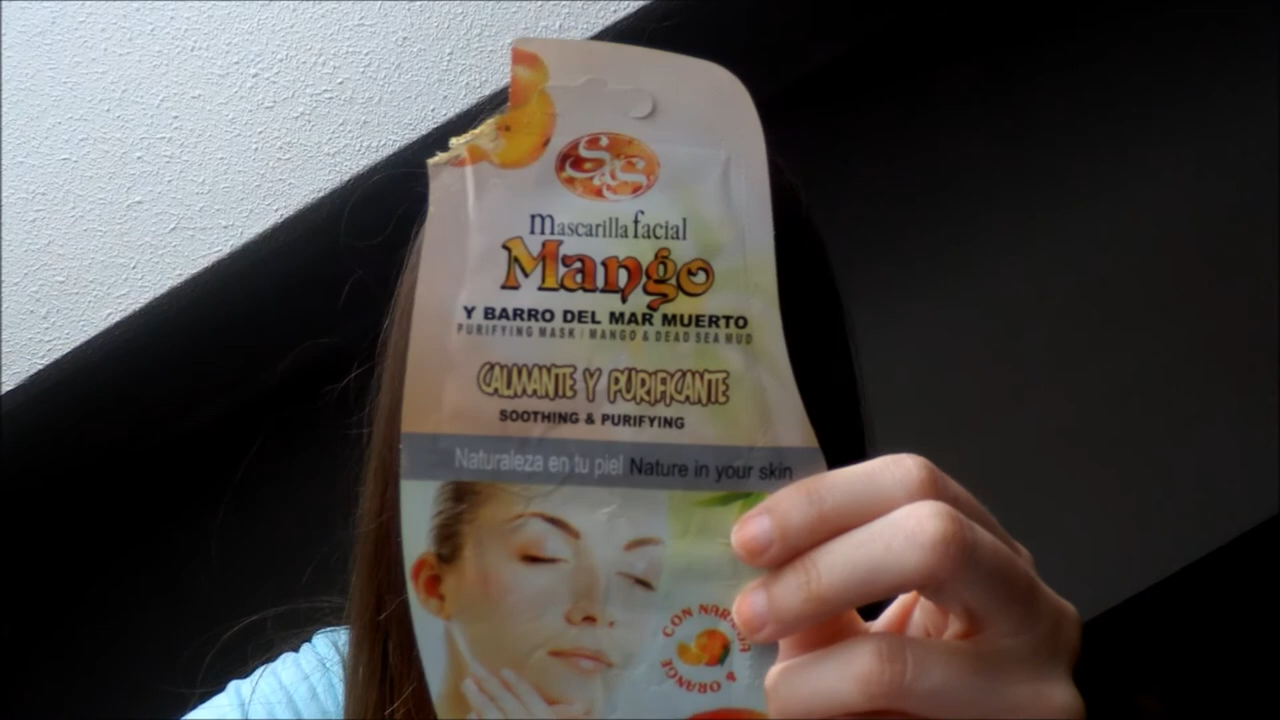 S&S
mascarilla facial
Mango
Y BARRO DEL MAR MUERTO
PURIFYING MASK / MANGO & DEAD SEA MUD
CALMANTE Y PURIFICANTE
SOOTHING & PURIFYING
Naturaleza en tu piel Nature in your skin
CON NARANJA
& ORANGE